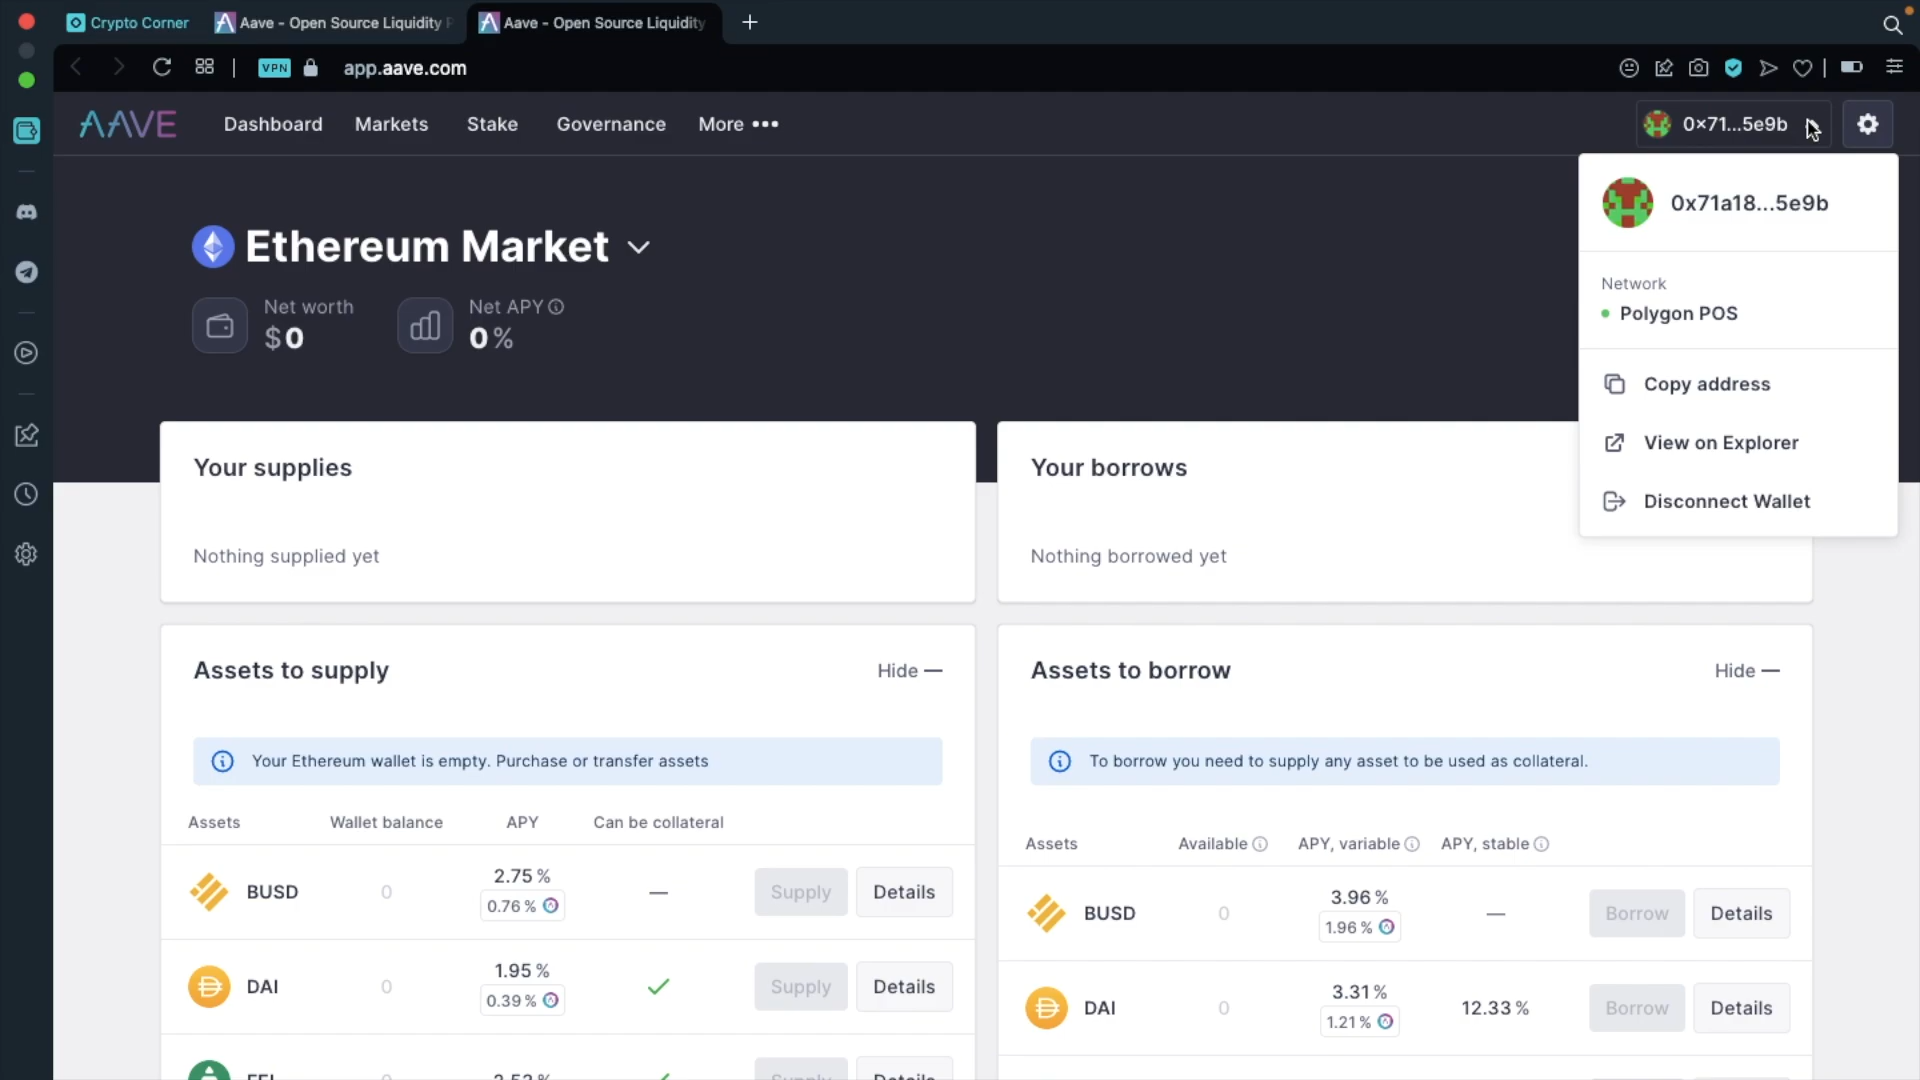 Crypto Corner
Aave - Open Source Liquidity P
Aave - Open Source Liquidity
VPN
app.aave.com
AAVE
Dashboard
Markets
Stake
Governance
More
0×71...5e9b
0x71a18...5e9b
Network
Polygon POS
Copy address
View on Explorer
Disconnect Wallet
Ethereum Market
Net worth
$0
Net APY
0 %
Your supplies
Nothing supplied yet
Your borrows
Nothing borrowed yet
Assets to supply
Hide —
Your Ethereum wallet is empty. Purchase or transfer assets
Assets Wallet balance APY Can be collateral
BUSD 0 2.75 % — Supply Details
0.76 %
DAI 0 1.95 % Supply Details
0.39 %
Assets to borrow
Hide —
To borrow you need to supply any asset to be used as collateral.
Assets Available APY, variable APY, stable
BUSD 0 3.96 % — Borrow Details
1.96 %
DAI 0 3.31 % 12.33 % Borrow Details
1.21 %